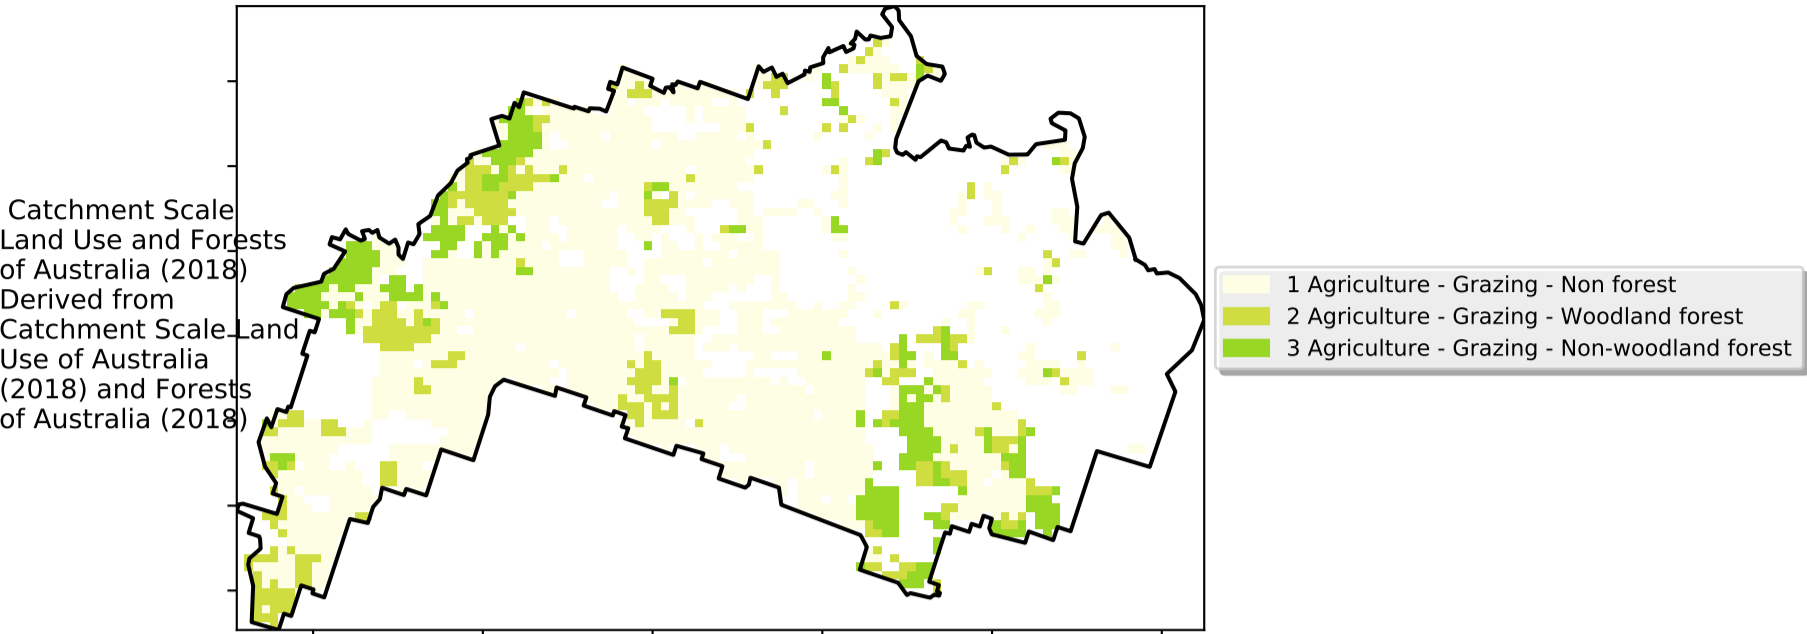 Catchment Scale
Land Use and Forests
of Australia (2018)
Derived from
Catchment Scale Land
Use of Australia
(2018) and Forests
of Australia (2018)
1 Agriculture - Grazing - Non forest
2 Agriculture - Grazing - Woodland forest
3 Agriculture - Grazing - Non-woodland forest